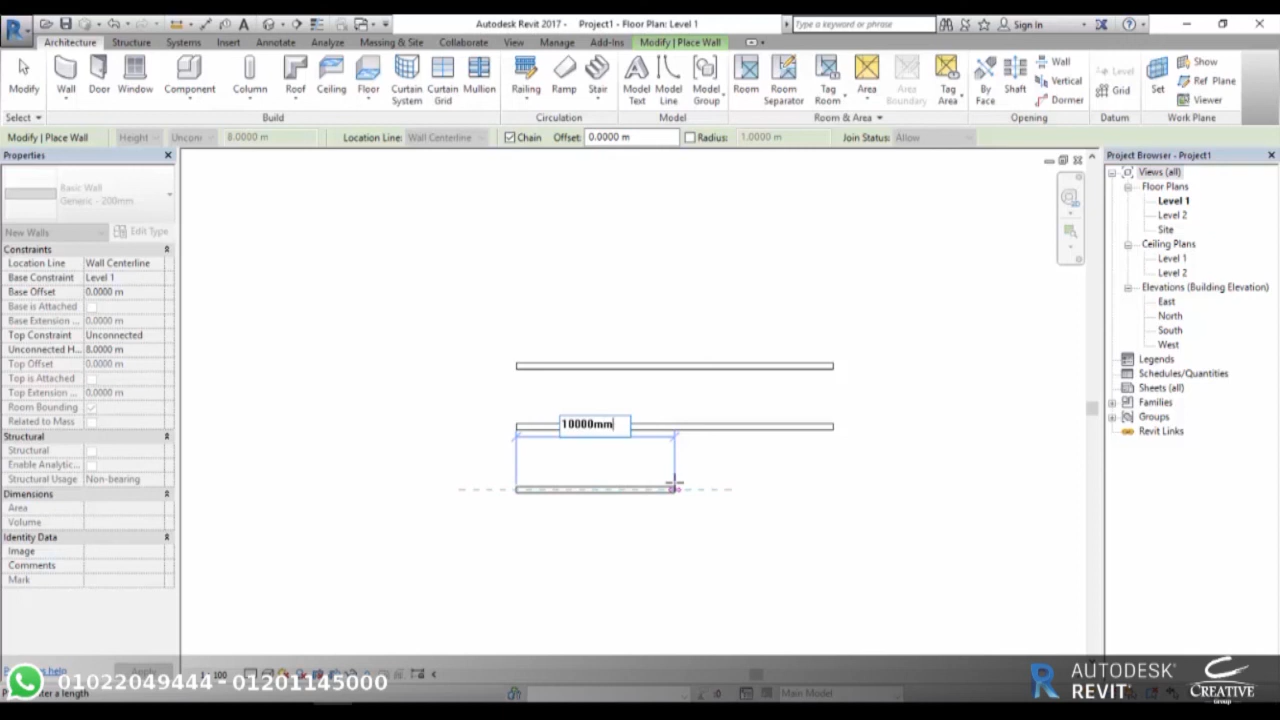 Autodesk Revit 2017 - Project1 - Floor Plan: Level 1
Type a keyword or phrase
Sign In
Architecture Structure Systems Insert Annotate Analyze Massing & Site Collaborate View Manage Add-Ins Modify | Place Wall
Modify Wall Door Window Component Column Roof Ceiling Floor Curtain System Curtain Grid Mullion Railing Ramp Stair Model Text Model Line Model Group Room Room Separator Tag Room Area Area Boundary Tag Area By Face Shaft Wall Vertical Dormer Level Grid Set Show Ref Plane Viewer
Select Build Circulation Model Room & Area Opening Datum Work Plane
Modify | Place Wall Height Uncon 8.0000 m Location Line: Wall Centerline Chain Offset: 0.0000 m Radius: 1.0000 m Join Status: Allow
Properties
Basic Wall
Generic - 200mm
New Walls Edit Type
Constraints
Location Line Wall Centerline
Base Constraint Level 1
Base Offset 0.0000 m
Base is Attached
Base Extension ... 0.0000 m
Top Constraint Unconnected
Unconnected H... 8.0000 m
Top Offset 0.0000 m
Top is Attached
Top Extension ... 0.0000 m
Room Bounding
Related to Mass
Structural
Structural
Enable Analytic...
Structural Usage Non-bearing
Dimensions
Area
Volume
Identity Data
Image
Comments
Mark
10000mm
Project Browser - Project1
Views (all)
Floor Plans
Level 1
Level 2
Site
Ceiling Plans
Level 1
Level 2
Elevations (Building Elevation)
East
North
South
West
Legends
Schedules/Quantities
Sheets (all)
Families
Groups
Revit Links
help Apply
100
01022049444 - 01201145000
a length
:0 Main Model
R AUTODESK®
REVIT®
CREATIVE
Group